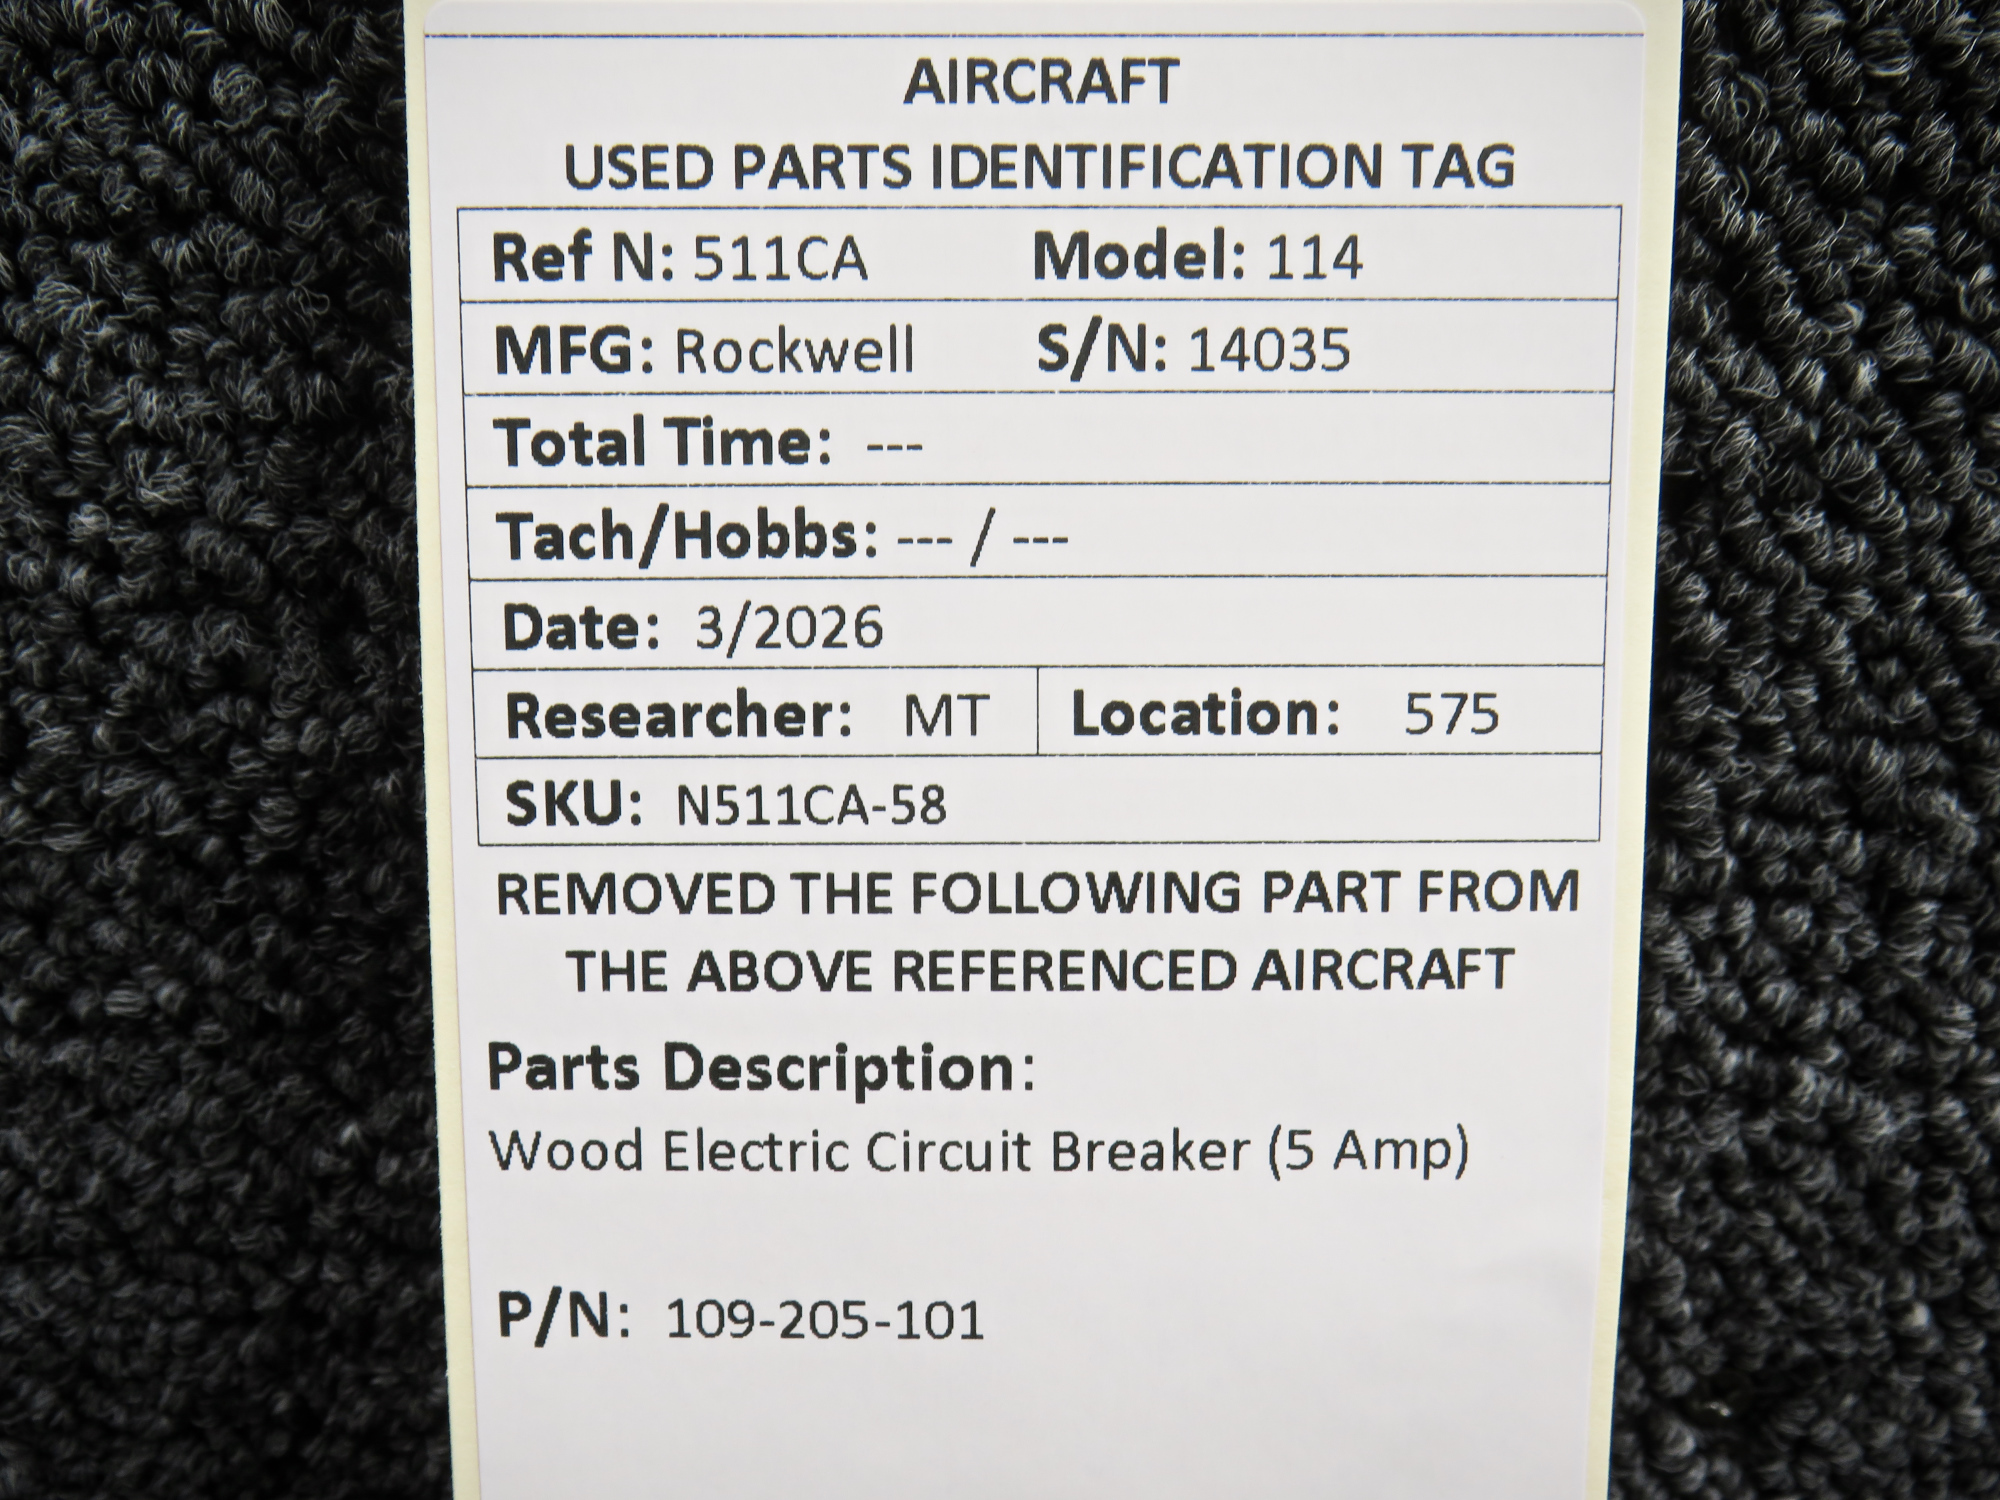 AIRCRAFT
USED PARTS IDENTIFICATION TAG
Ref N: 511CA Model: 114
MFG: Rockwell S/N: 14035
Total Time: ---
Tach/Hobbs: --- / ---
Date: 3/2026
Researcher: MT Location: 575
SKU: N511CA-58
REMOVED THE FOLLOWING PART FROM
THE ABOVE REFERENCED AIRCRAFT
Parts Description:
Wood Electric Circuit Breaker (5 Amp)
P/N: 109-205-101